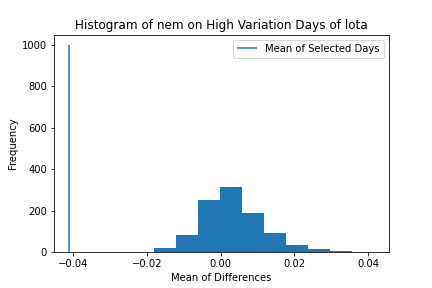 Histogram of nem on High Variation Days of Iota
Mean of Selected Days
1000
800
600
400
200
0
Frequency
−0.04 −0.02 0.00 0.02 0.04
Mean of Differences